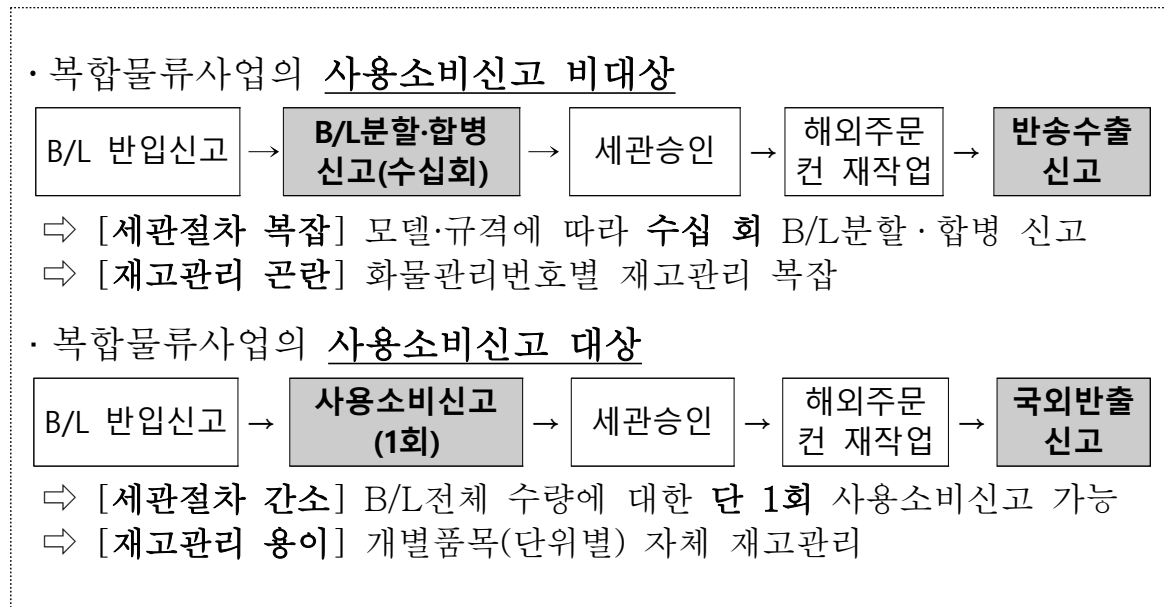 · 복합물류사업의 사용소비신고 비대상
B/L 반입신고 → B/L분할·합병 신고(수십회) → 세관승인 → 해외주문 컨 재작업 → 반송수출 신고
⇨ [세관절차 복잡] 모델·규격에 따라 수십 회 B/L분할 · 합병 신고
⇨ [재고관리 곤란] 화물관리번호별 재고관리 복잡
· 복합물류사업의 사용소비신고 대상
B/L 반입신고 → 사용소비신고 (1회) → 세관승인 → 해외주문 컨 재작업 → 국외반출 신고
⇨ [세관절차 간소] B/L전체 수량에 대한 단 1회 사용소비신고 가능
⇨ [재고관리 용이] 개별품목(단위별) 자체 재고관리